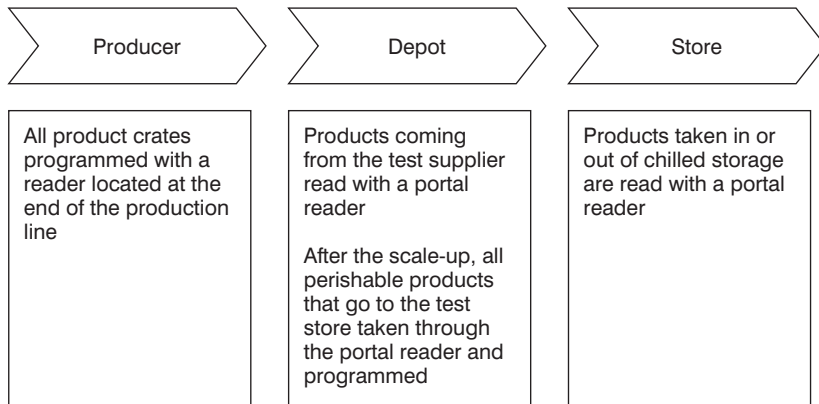 Producer
Depot
Store
All product crates
programmed with a
reader located at the
end of the production
line
Products coming
from the test supplier
read with a portal
reader
After the scale-up, all
perishable products
that go to the test
store taken through
the portal reader and
programmed
Products taken in or
out of chilled storage
are read with a portal
reader